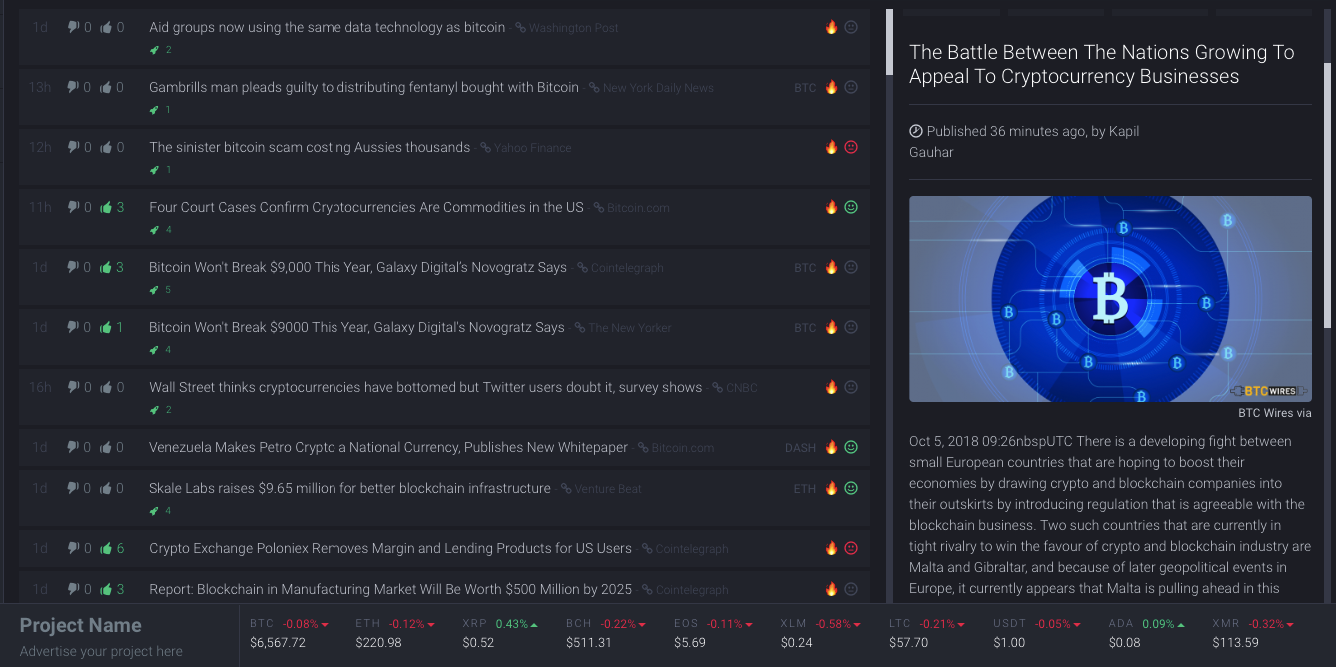 1d 0 0 Aid groups now using the same data technology as bitcoin - Washington Post
2
13h 0 0 Gambrills man pleads guilty to distributing fentanyl bought with Bitcoin - New York Daily News BTC
1
12h 0 0 The sinister bitcoin scam costing Aussies thousands - Yahoo Finance
1
11h 0 3 Four Court Cases Confirm Cryptocurrencies Are Commodities in the US - Bitcoin.com
4
1d 0 3 Bitcoin Won't Break $9,000 This Year, Galaxy Digital's Novogratz Says - Cointelegraph BTC
5
1d 0 1 Bitcoin Won't Break $9000 This Year, Galaxy Digital's Novogratz Says - The New Yorker BTC
4
16h 0 0 Wall Street thinks cryptocurrencies have bottomed but Twitter users doubt it, survey shows - CNBC
2
1d 0 0 Venezuela Makes Petro Crypto a National Currency, Publishes New Whitepaper - Bitcoin.com DASH
1d 0 0 Skale Labs raises $9.65 million for better blockchain infrastructure - Venture Beat ETH
4
1d 0 6 Crypto Exchange Poloniex Removes Margin and Lending Products for US Users - Cointelegraph
1d 0 3 Report: Blockchain in Manufacturing Market Will Be Worth $500 Million by 2025 - Cointelegraph
The Battle Between The Nations Growing To
Appeal To Cryptocurrency Businesses
Published 36 minutes ago, by Kapil
Gauhar
BTC WIRES
BTC Wires via
Oct 5, 2018 09:26nbspUTC There is a developing fight between
small European countries that are hoping to boost their
economies by drawing crypto and blockchain companies into
their outskirts by introducing regulation that is agreeable with the
blockchain business. Two such countries that are currently in
tight rivalry to win the favour of crypto and blockchain industry are
Malta and Gibraltar, and because of later geopolitical events in
Europe, it currently appears that Malta is pulling ahead in this
Project Name
Advertise your project here
BTC -0.08% ETH -0.12% XRP 0.43% BCH -0.22% EOS -0.11% XLM -0.58% LTC -0.21% USDT -0.05% ADA 0.09% XMR -0.32%
$6,567.72 $220.98 $0.52 $511.31 $5.69 $0.24 $57.70 $1.00 $0.08 $113.59